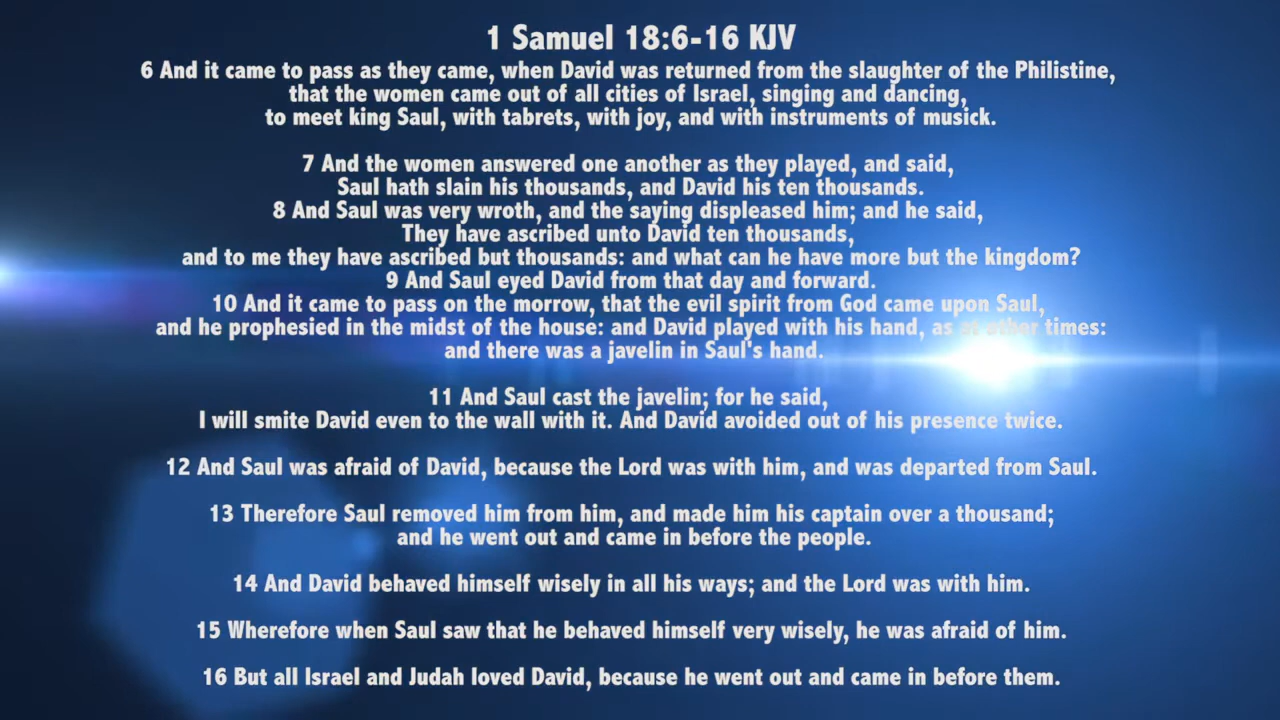 1 Samuel 18:6-16 KJV
6 And it came to pass as they came, when David was returned from the slaughter of the Philistine,
that the women came out of all cities of Israel, singing and dancing,
to meet king Saul, with tabrets, with joy, and with instruments of musick.
7 And the women answered one another as they played, and said,
Saul hath slain his thousands, and David his ten thousands.
8 And Saul was very wroth, and the saying displeased him; and he said,
They have ascribed unto David ten thousands,
and to me they have ascribed but thousands: and what can he have more but the kingdom?
9 And Saul eyed David from that day and forward.
10 And it came to pass on the morrow, that the evil spirit from God came upon Saul,
and he prophesied in the midst of the house: and David played with his hand, as at other times:
and there was a javelin in Saul's hand.
11 And Saul cast the javelin; for he said,
I will smite David even to the wall with it. And David avoided out of his presence twice.
12 And Saul was afraid of David, because the Lord was with him, and was departed from Saul.
13 Therefore Saul removed him from him, and made him his captain over a thousand;
and he went out and came in before the people.
14 And David behaved himself wisely in all his ways; and the Lord was with him.
15 Wherefore when Saul saw that he behaved himself very wisely, he was afraid of him.
16 But all Israel and Judah loved David, because he went out and came in before them.